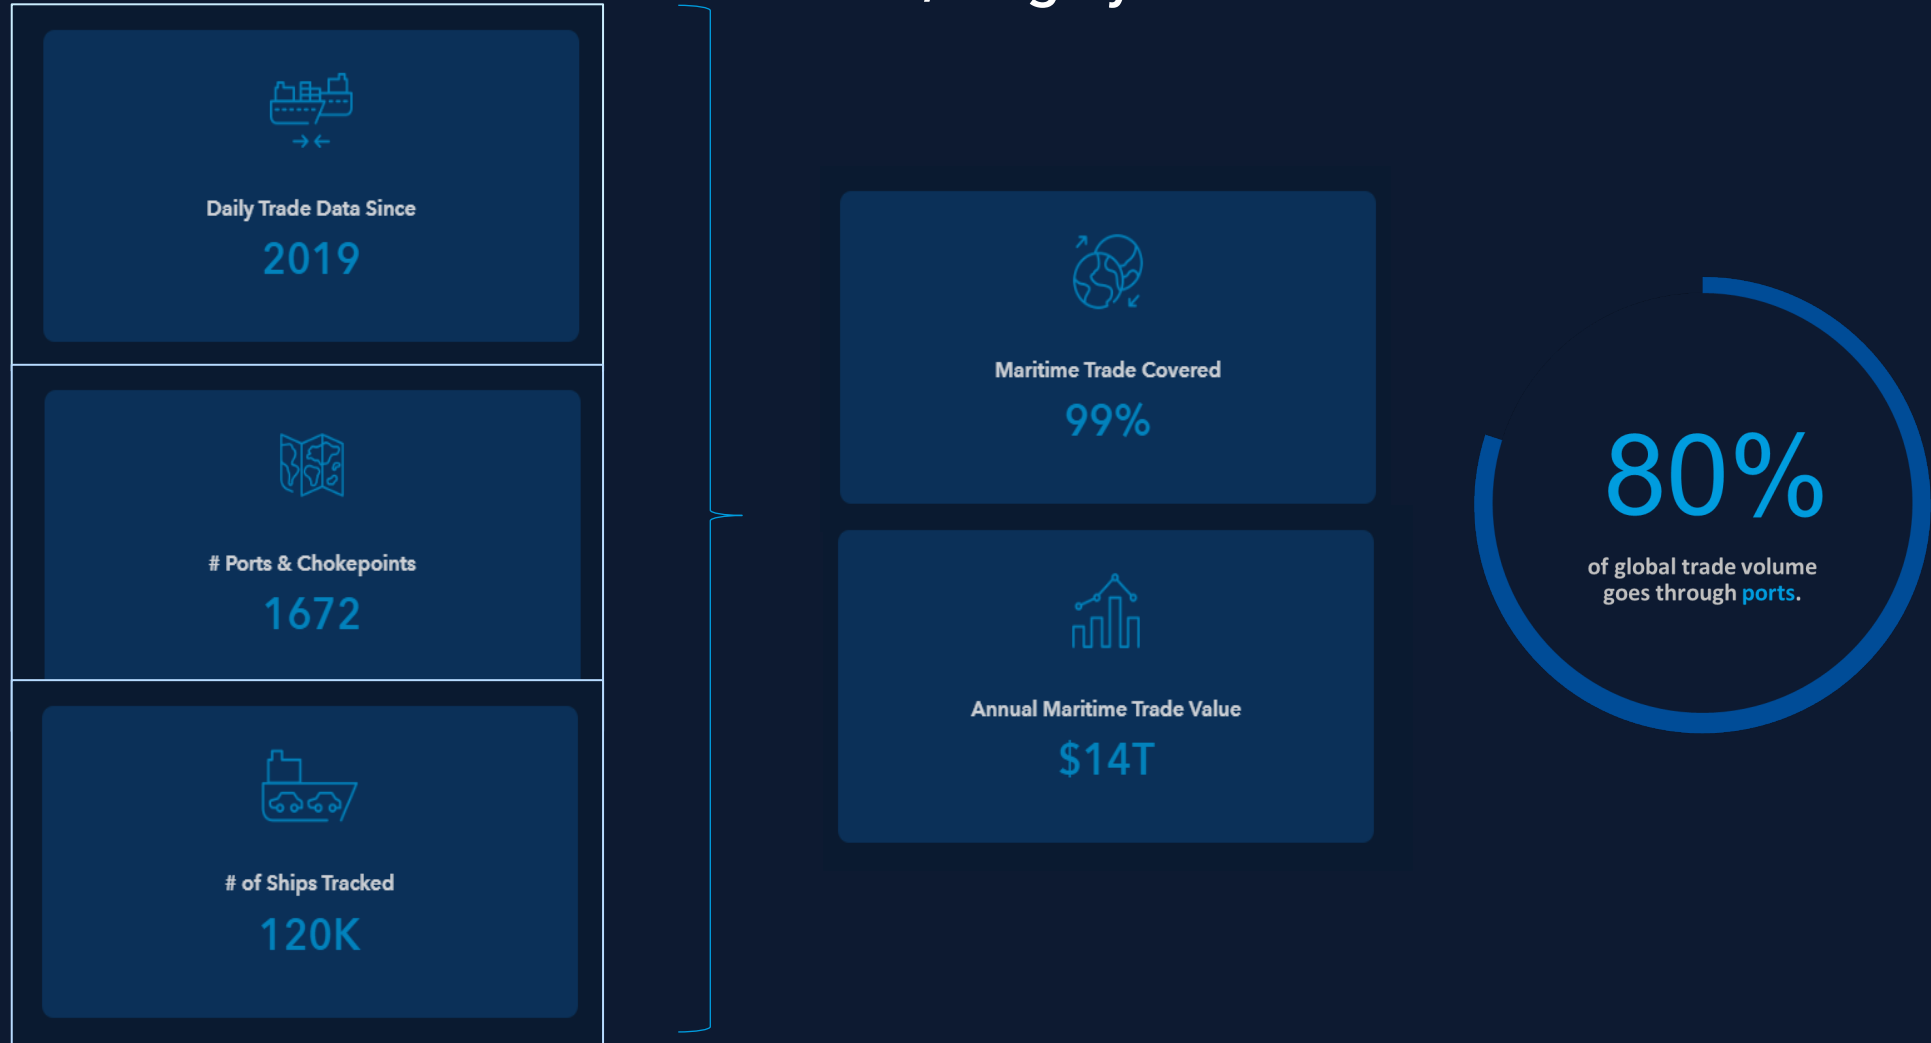 Daily Trade Data Since
2019
# Ports & Chokepoints
1672
# of Ships Tracked
120K
Maritime Trade Covered
99%
Annual Maritime Trade Value
$14T
80%
of global trade volume
goes through ports.